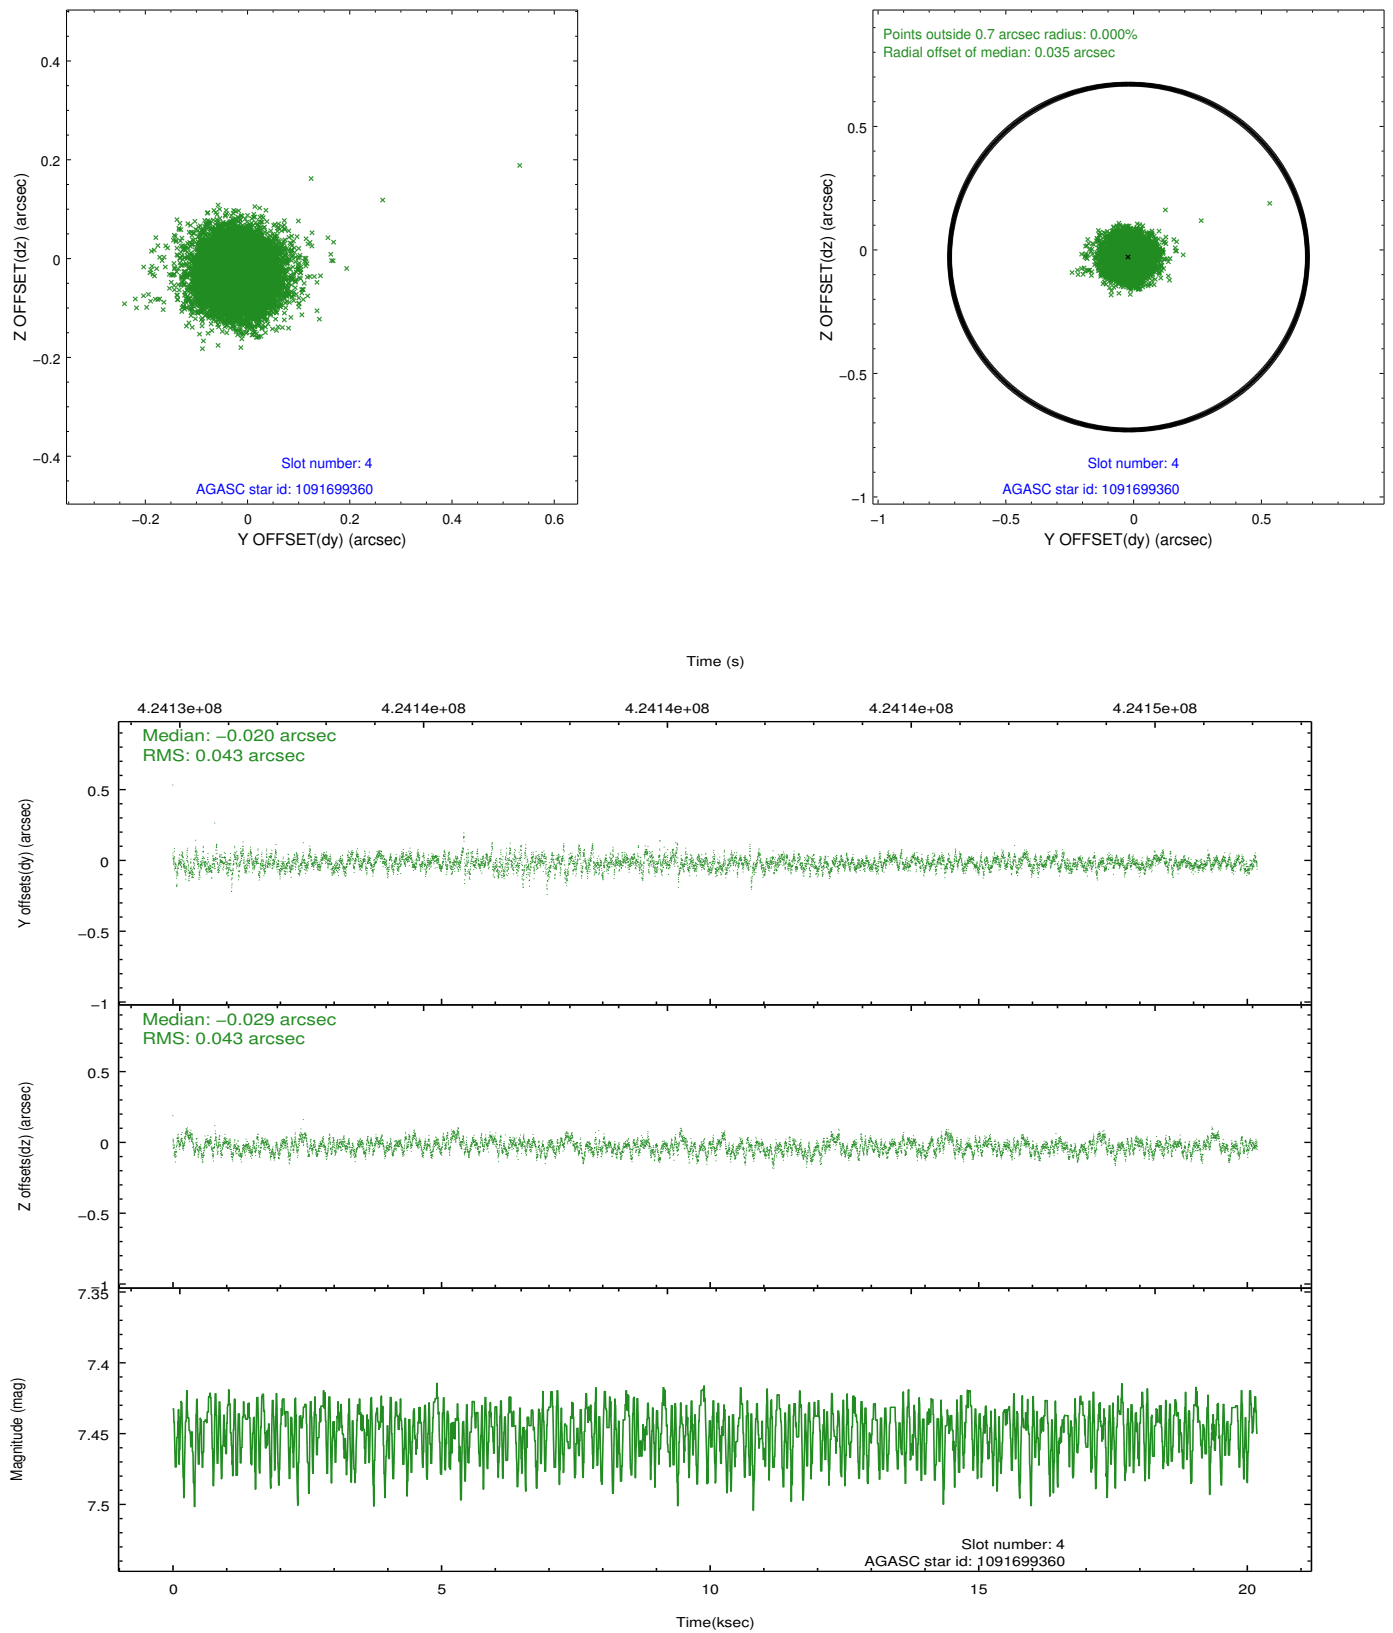 0.4
0.2
0
−0.2
−0.4
Z OFFSET(dz) (arcsec)
Slot number: 4
AGASC star id: 1091699360
−0.2 0 0.2 0.4 0.6
Y OFFSET(dy) (arcsec)
Points outside 0.7 arcsec radius: 0.000%
Radial offset of median: 0.035 arcsec
0.5
0
−0.5
−1
Z OFFSET(dz) (arcsec)
Slot number: 4
AGASC star id: 1091699360
−1 −0.5 0 0.5
Y OFFSET(dy) (arcsec)
Time (s)
4.2413e+08 4.2414e+08 4.2414e+08 4.2414e+08 4.2415e+08
Median: −0.020 arcsec
RMS: 0.043 arcsec
0.5
0
−0.5
−1
Y offsets(dy) (arcsec)
Median: −0.029 arcsec
RMS: 0.043 arcsec
0.5
0
−0.5
−1
Z offsets(dz) (arcsec)
7.35
7.4
7.45
7.5
Magnitude (mag)
Slot number: 4
AGASC star id: 1091699360
0 5 10 15 20
Time(ksec)